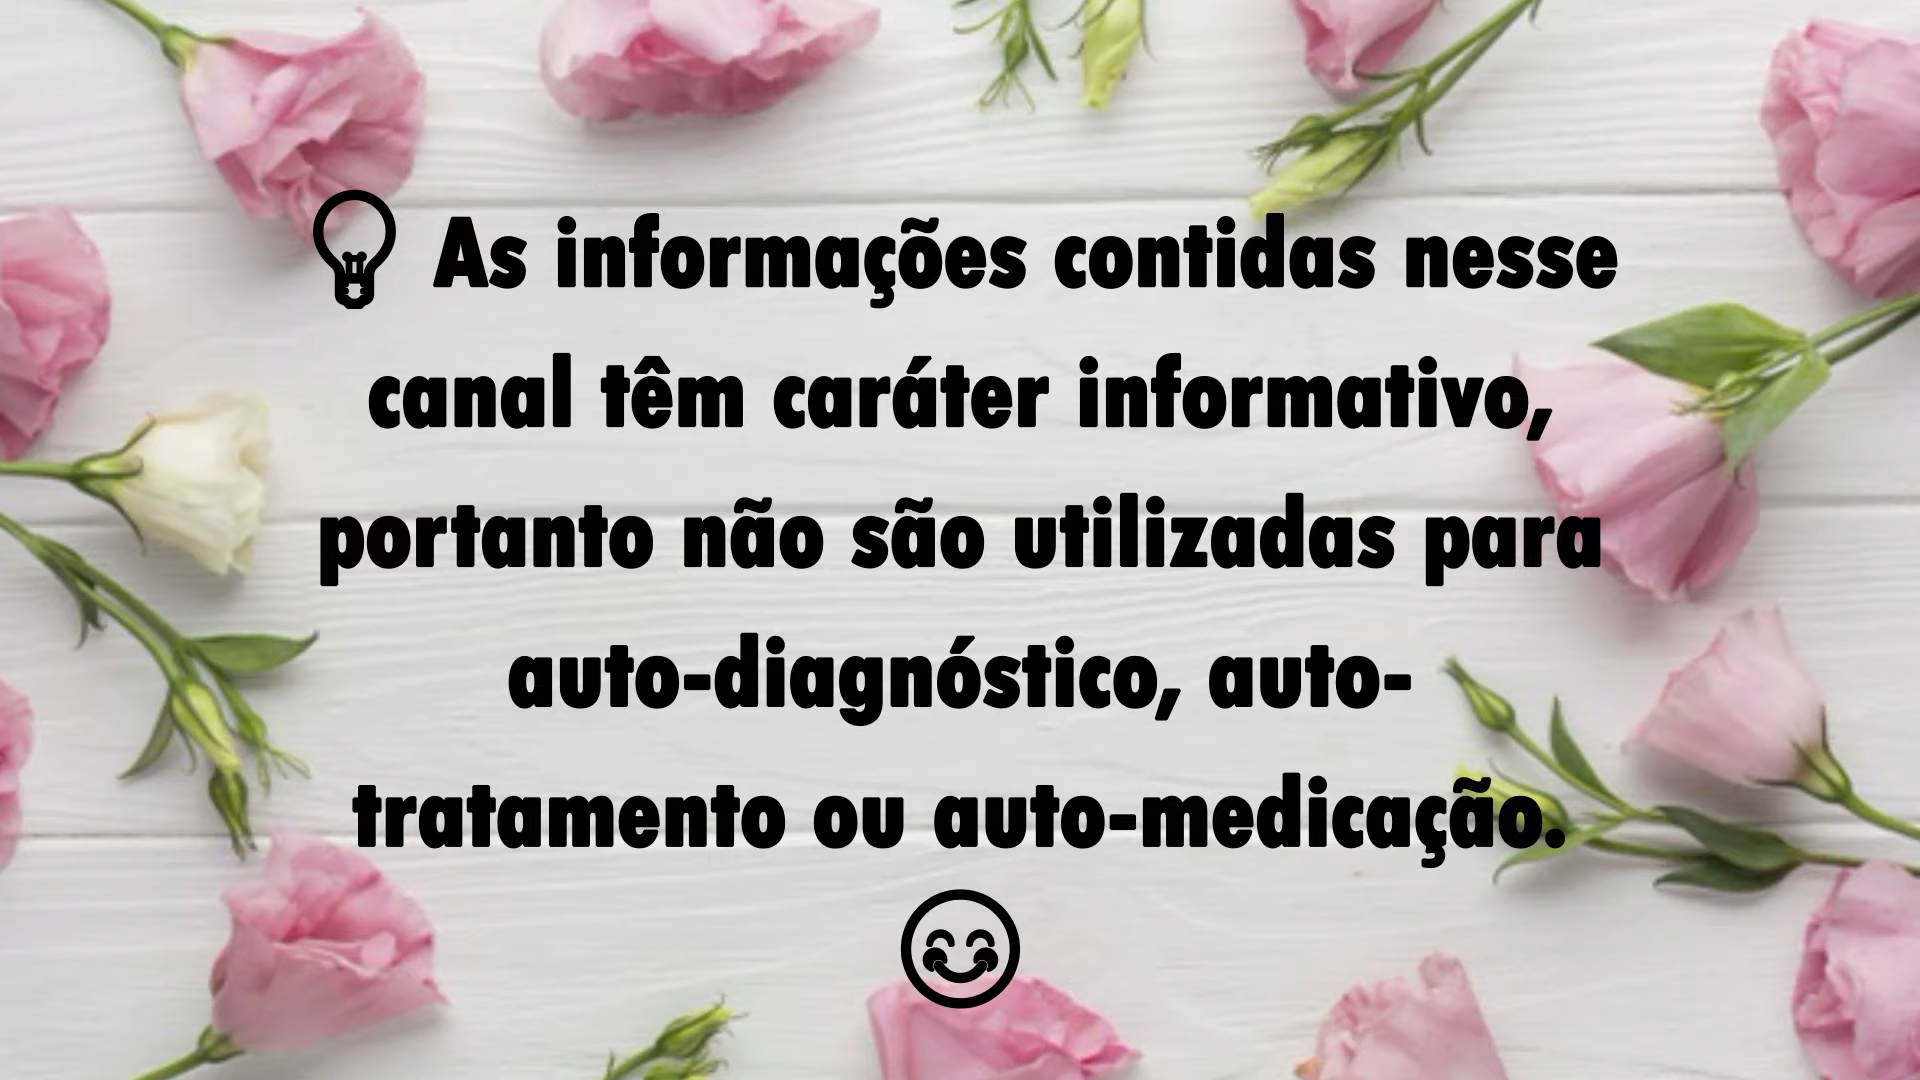 💡 As informações contidas nesse
canal têm caráter informativo,
portanto não são utilizadas para
auto-diagnóstico, auto-
tratamento ou auto-medicação.
😊